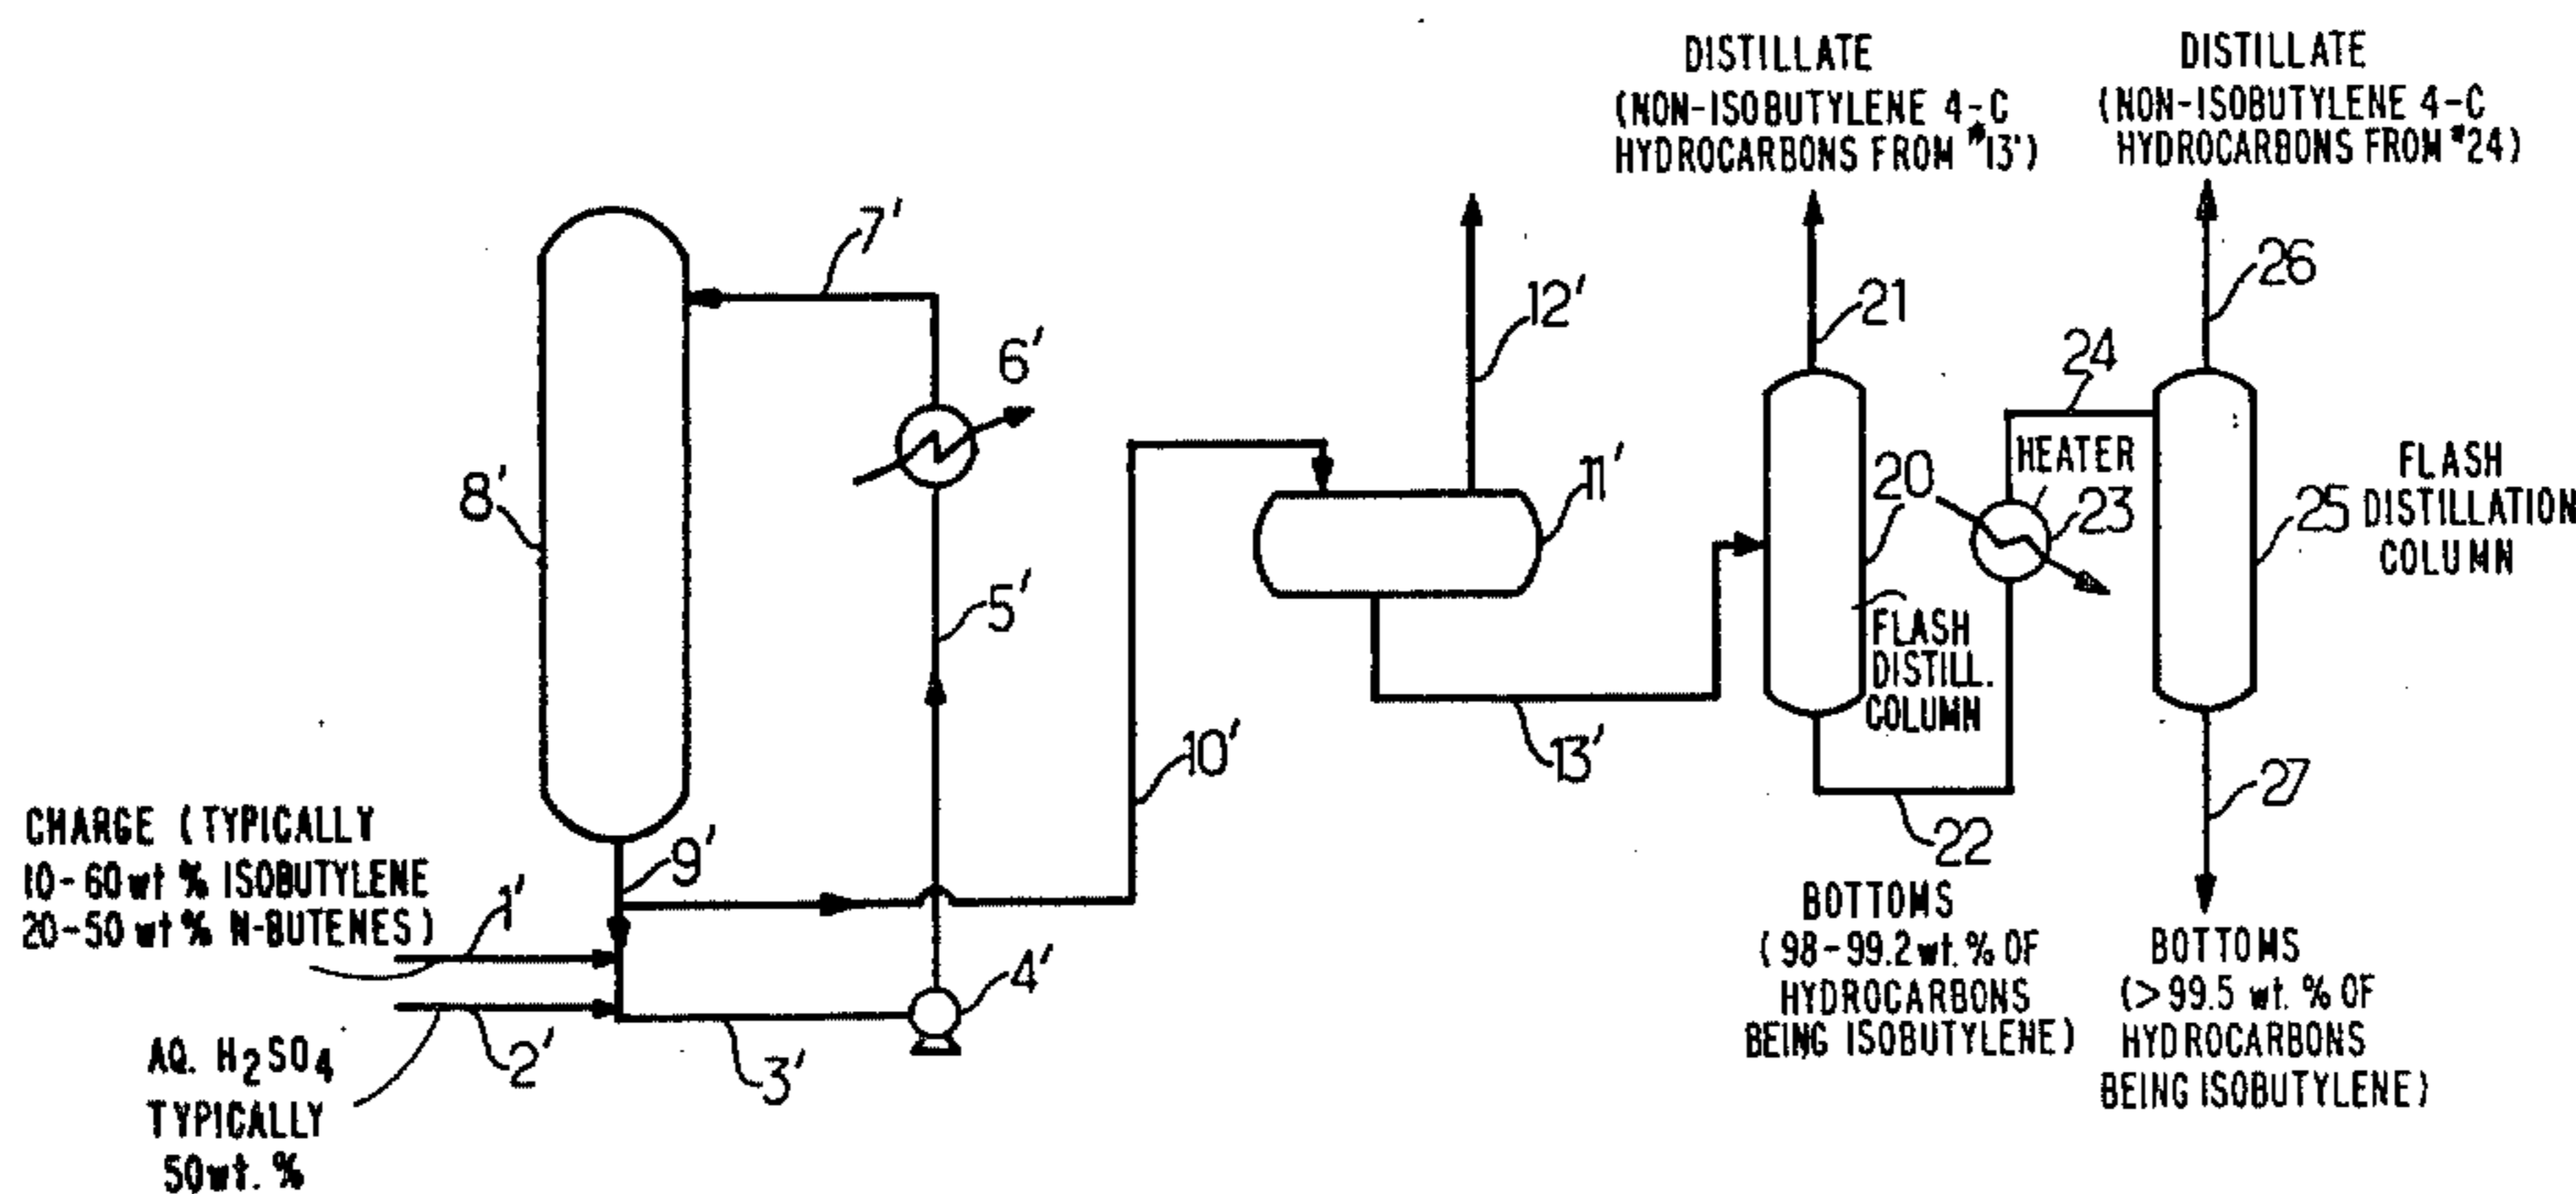 DISTILLATE
(NON-ISOBUTYLENE 4-C
HYDROCARBONS FROM #13')
DISTILLATE
(NON-ISOBUTYLENE 4-C
HYDROCARBONS FROM #24)
7'
8'
6'
5'
12'
11'
21
20
26
24
HEATER
23
25
FLASH
DISTILLATION
COLUMN
FLASH
DISTILL.
COLUMN
10'
13'
22
27
CHARGE (TYPICALLY
10-60 wt % ISOBUTYLENE
20-50 wt % N-BUTENES)
9'
1'
2'
3'
4'
AQ. H2SO4
TYPICALLY
50 wt. %
BOTTOMS
(98-99.2 wt. % OF
HYDROCARBONS
BEING ISOBUTYLENE)
BOTTOMS
(>99.5 wt. % OF
HYDROCARBONS
BEING ISOBUTYLENE)